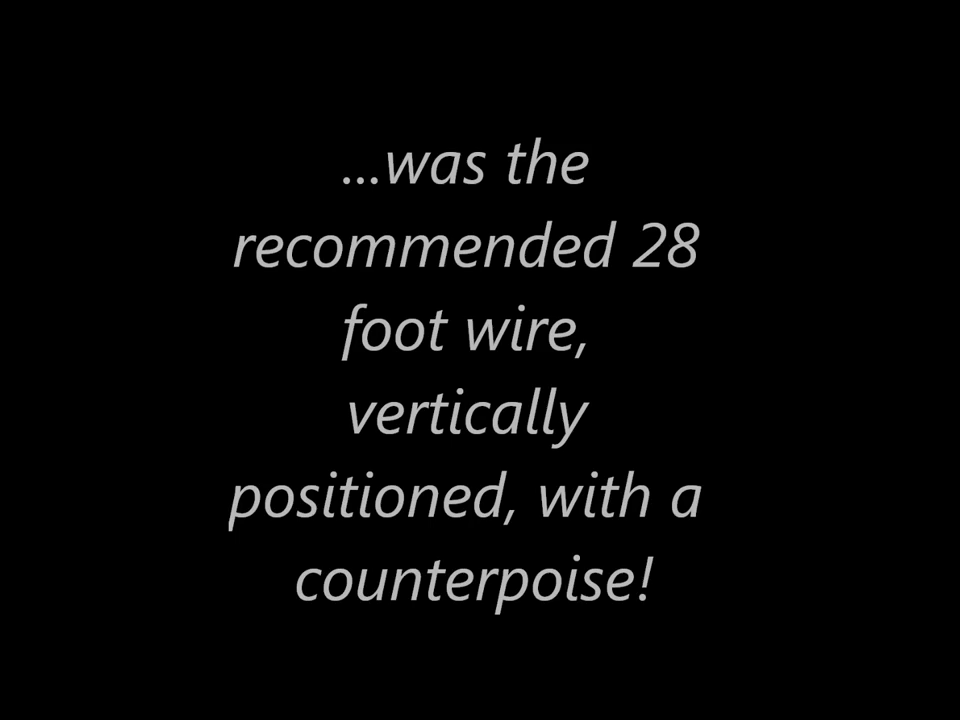 ...was the
recommended 28
foot wire,
vertically
positioned, with a
counterpoise!